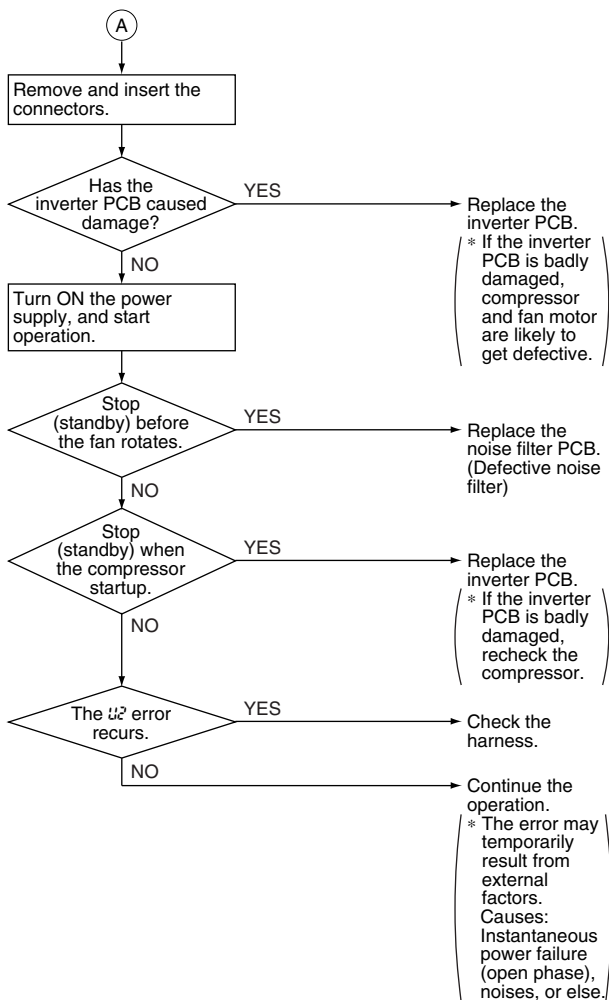 A
Remove and insert the
connectors.
Has the
inverter PCB caused
damage?
YES
Replace the
inverter PCB.
* If the inverter
PCB is badly
damaged,
compressor
and fan motor
are likely to
get defective.
NO
Turn ON the power
supply, and start
operation.
Stop
(standby) before
the fan rotates.
YES
Replace the
noise filter PCB.
(Defective noise
filter)
NO
Stop
(standby) when
the compressor
startup.
YES
Replace the
inverter PCB.
* If the inverter
PCB is badly
damaged,
recheck the
compressor.
NO
The U2 error
recurs.
YES
Check the
harness.
NO
Continue the
operation.
* The error may
temporarily
result from
external
factors.
Causes:
Instantaneous
power failure
(open phase),
noises, or else.